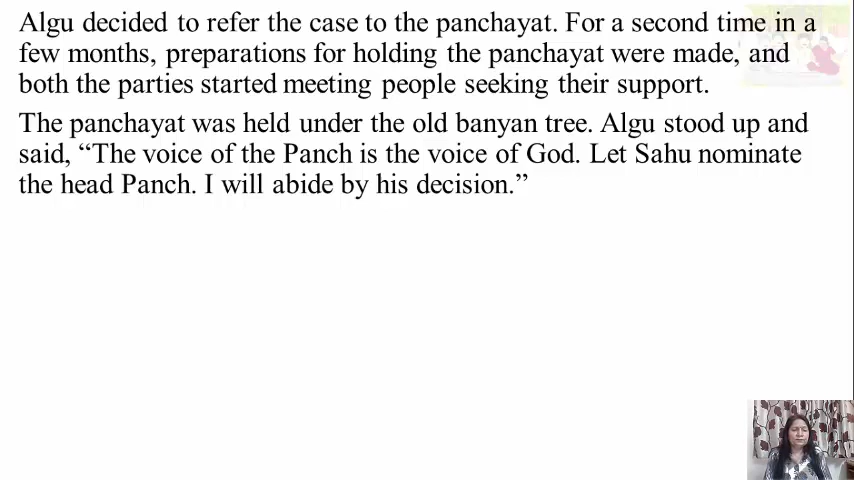 Algu decided to refer the case to the panchayat. For a second time in a
few months, preparations for holding the panchayat were made, and
both the parties started meeting people seeking their support.
The panchayat was held under the old banyan tree. Algu stood up and
said, “The voice of the Panch is the voice of God. Let Sahu nominate
the head Panch. I will abide by his decision.”